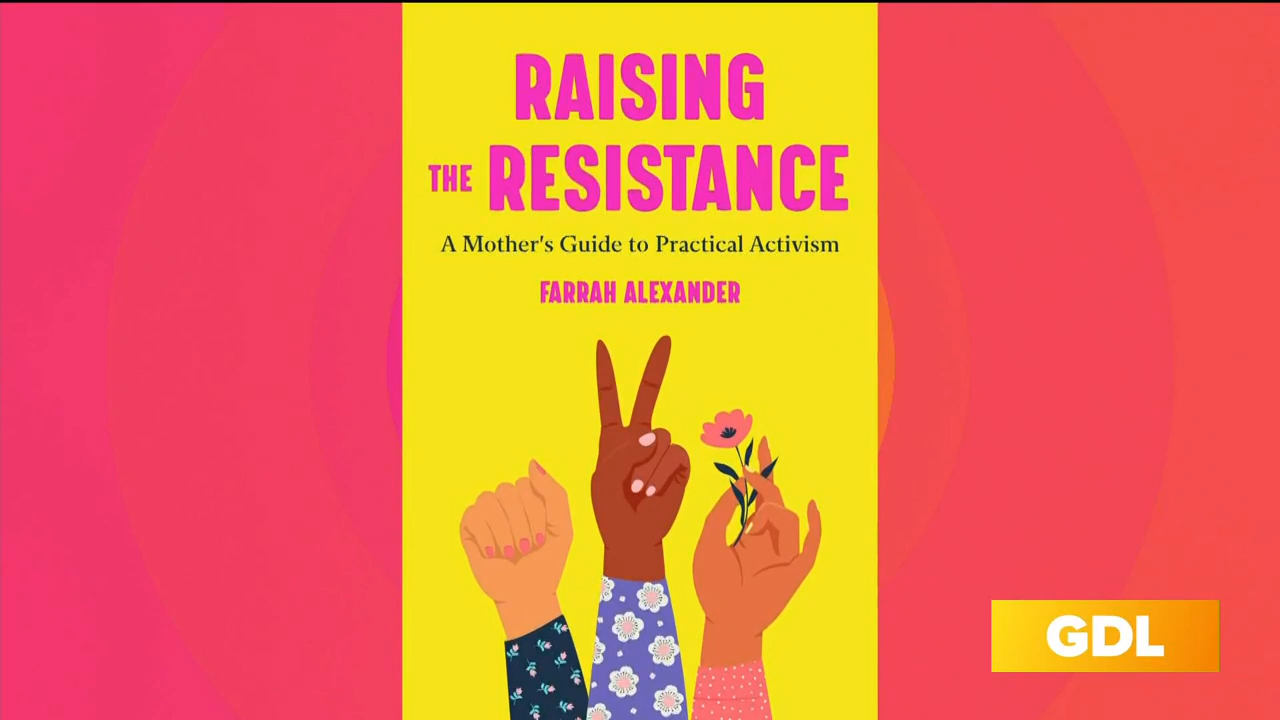 RAISING
THE RESISTANCE
A Mother's Guide to Practical Activism
FARRAH ALEXANDER
GDL